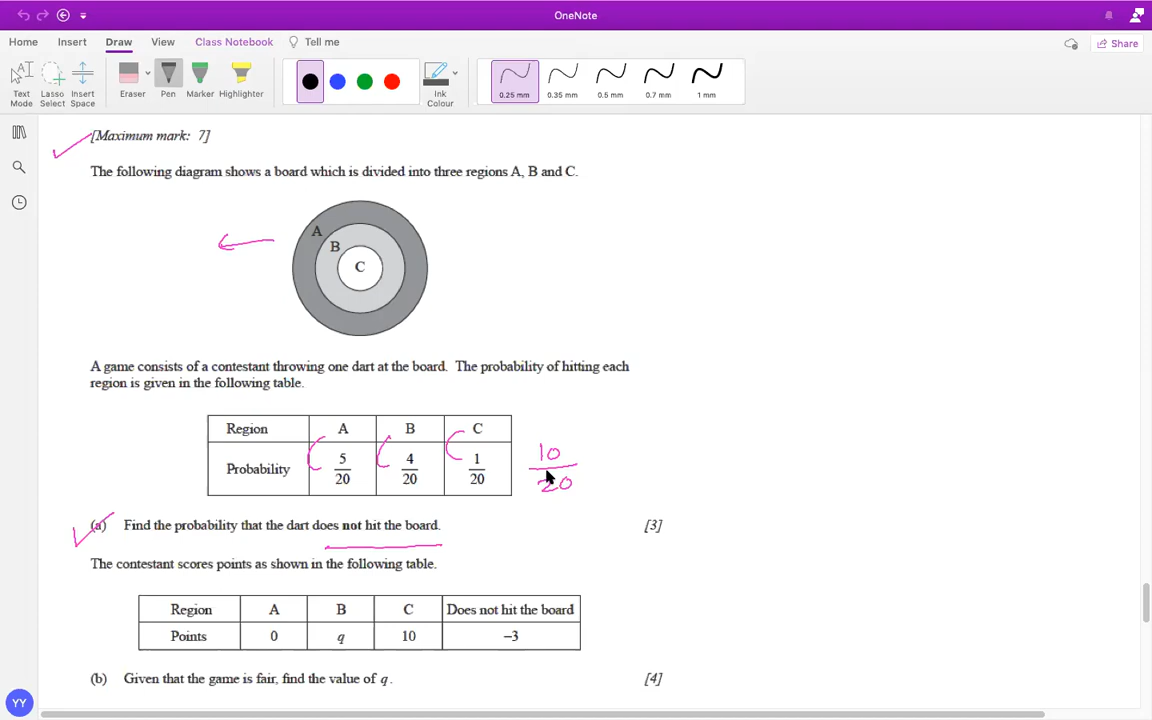 OneNote
Home Insert Draw View Class Notebook Tell me Share
Text Mode Lasso Select Insert Space Eraser Pen Marker Highlighter Ink Colour 0.25 mm 0.35 mm 0.5 mm 0.7 mm 1 mm
[Maximum mark: 7]
The following diagram shows a board which is divided into three regions A, B and C.
A
B
C
A game consists of a contestant throwing one dart at the board. The probability of hitting each
region is given in the following table.
Region A B C
Probability 5/20 4/20 1/20 10/20
(a) Find the probability that the dart does not hit the board. [3]
The contestant scores points as shown in the following table.
Region A B C Does not hit the board
Points 0 q 10 −3
(b) Given that the game is fair, find the value of q. [4]
YY